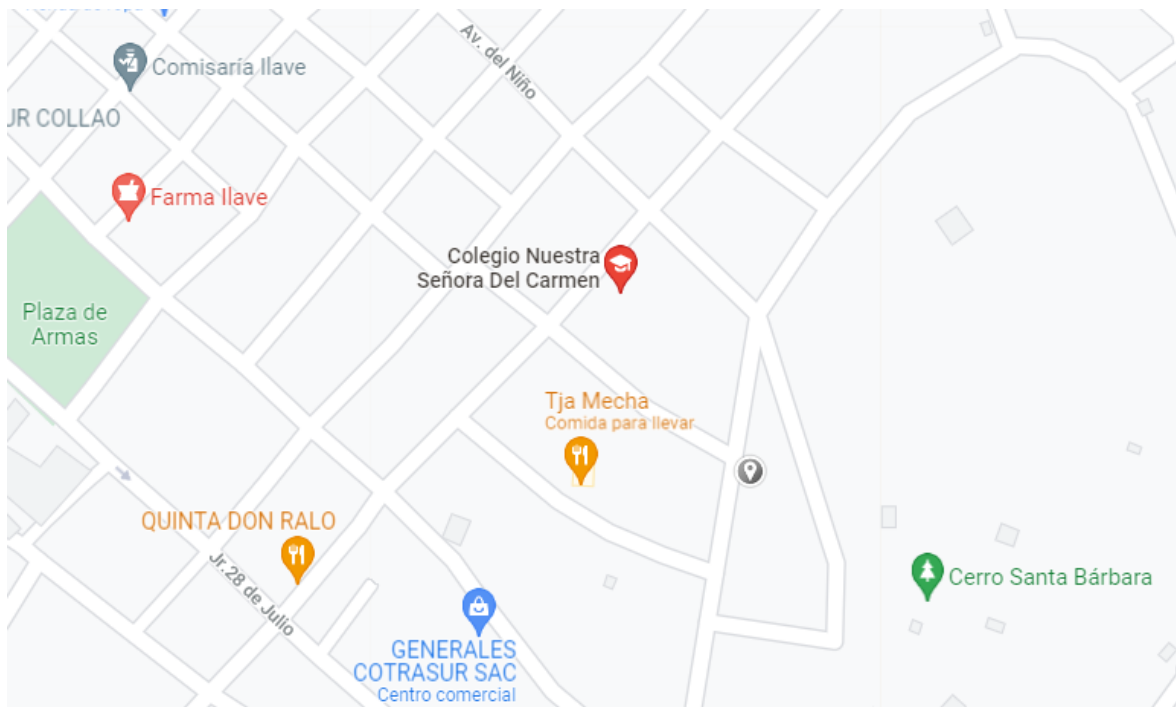 Av. del Niño
Comisaría Ilave
UR COLLAO
Farma Ilave
Colegio Nuestra
Señora Del Carmen
Plaza de
Armas
Tja Mecha
Comida para llevar
QUINTA DON RALO
Jr. 28 de Julio
Cerro Santa Bárbara
GENERALES
COTRASUR SAC
Centro comercial